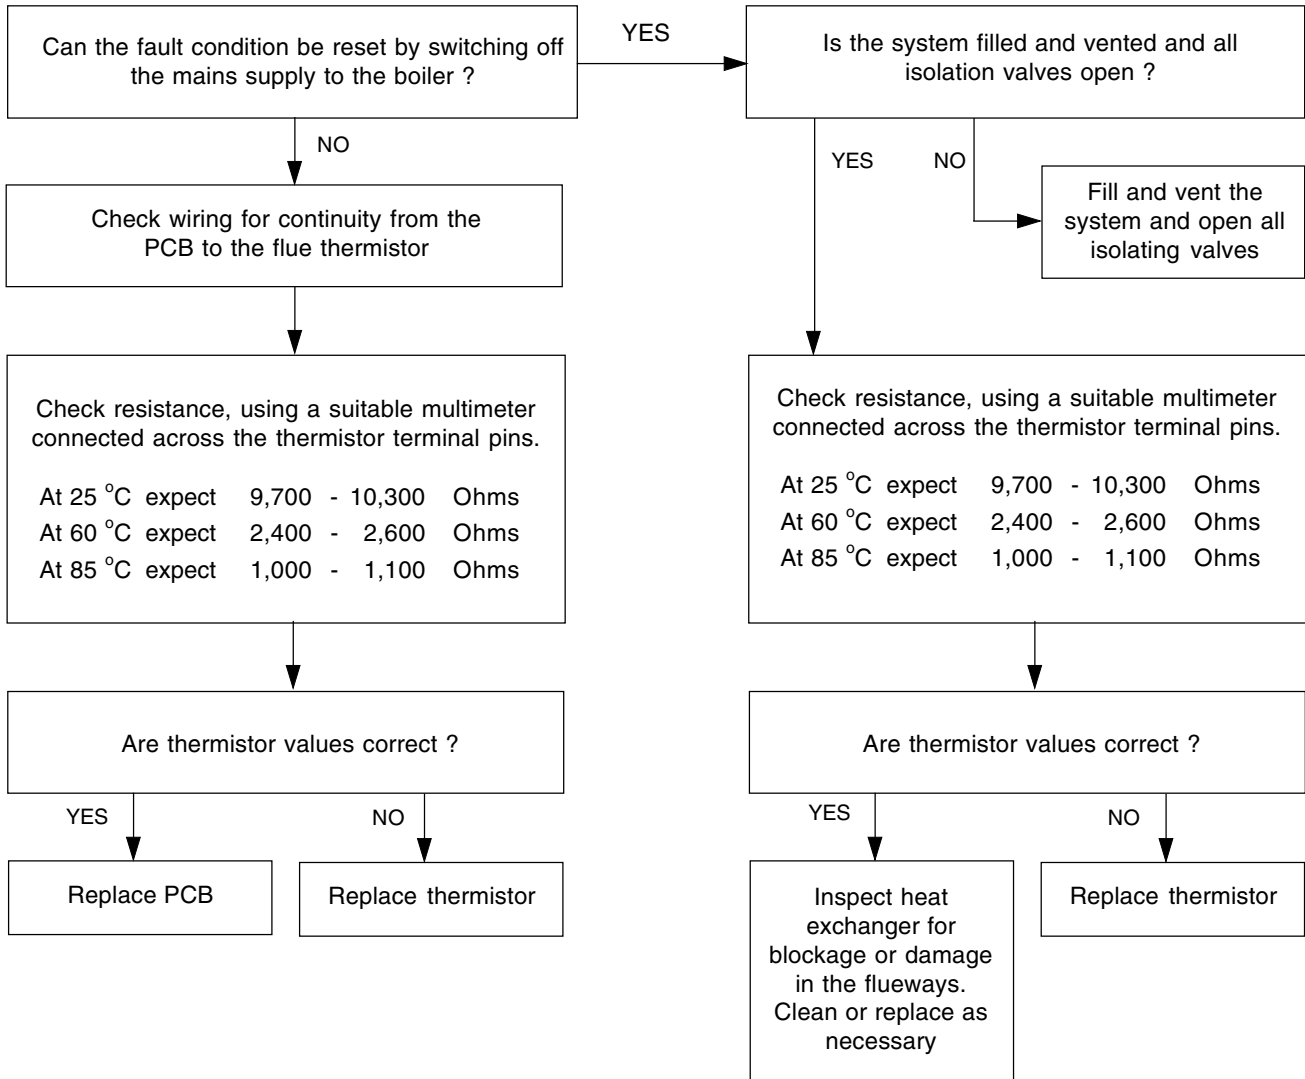 Can the fault condition be reset by switching off
the mains supply to the boiler ?
YES
Is the system filled and vented and all
isolation valves open ?
NO
Check wiring for continuity from the
PCB to the flue thermistor
YES
NO
Fill and vent the
system and open all
isolating valves
Check resistance, using a suitable multimeter
connected across the thermistor terminal pins.
At 25 °C expect 9,700 - 10,300 Ohms
At 60 °C expect 2,400 - 2,600 Ohms
At 85 °C expect 1,000 - 1,100 Ohms
Check resistance, using a suitable multimeter
connected across the thermistor terminal pins.
At 25 °C expect 9,700 - 10,300 Ohms
At 60 °C expect 2,400 - 2,600 Ohms
At 85 °C expect 1,000 - 1,100 Ohms
Are thermistor values correct ?
YES
NO
Replace PCB
Replace thermistor
Are thermistor values correct ?
YES
NO
Inspect heat
exchanger for
blockage or damage
in the flueways.
Clean or replace as
necessary
Replace thermistor